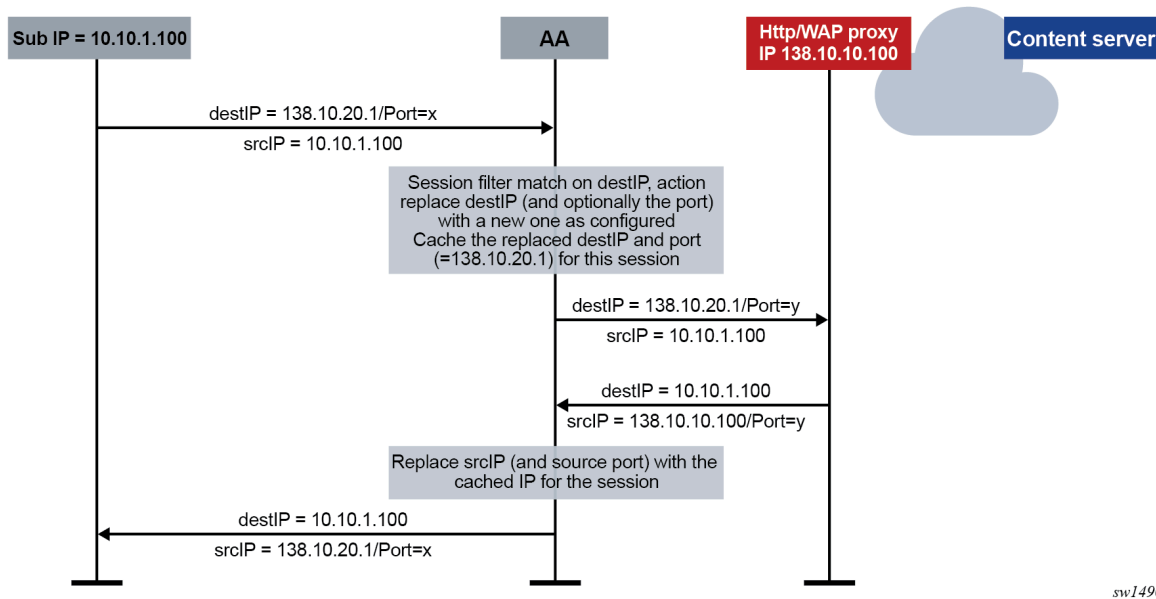 Sub IP = 10.10.1.100
AA
Http/WAP proxy
IP 138.10.10.100
Content server
destIP = 138.10.20.1/Port=x
srcIP = 10.10.1.100
Session filter match on destIP, action
replace destIP (and optionally the port)
with a new one as configured
Cache the replaced destIP and port
(=138.10.20.1) for this session
destIP = 138.10.20.1/Port=y
srcIP = 10.10.1.100
destIP = 10.10.1.100
srcIP = 138.10.10.100/Port=y
Replace srcIP (and source port) with the
cached IP for the session
destIP = 10.10.1.100
srcIP = 138.10.20.1/Port=x